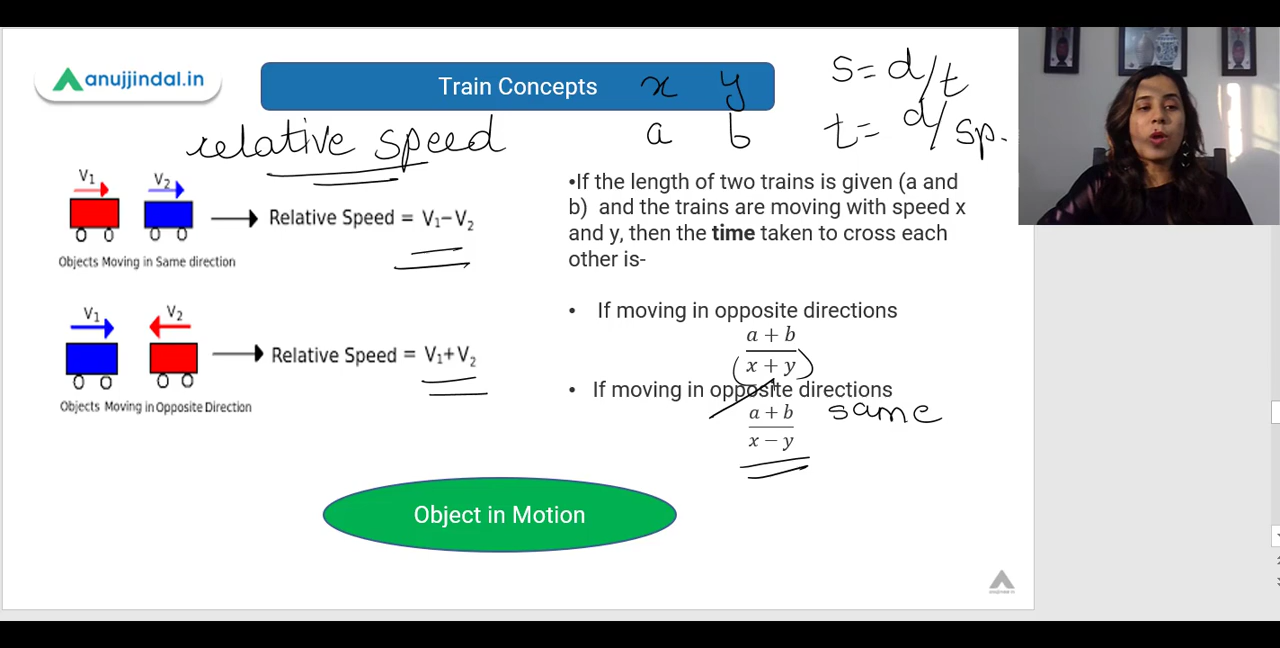 anujjindal.in
Train Concepts
x y
a b
s = d/t
t = d/sp.
relative speed
V₁ V₂
Relative Speed = V₁−V₂
Objects Moving in Same direction
V₁ V₂
Relative Speed = V₁+V₂
Objects Moving in Opposite Direction
•If the length of two trains is given (a and
b) and the trains are moving with speed x
and y, then the time taken to cross each
other is-
• If moving in opposite directions
a + b
(x + y)
• If moving in opposite directions
a + b same
x − y
Object in Motion
anujjindal.in